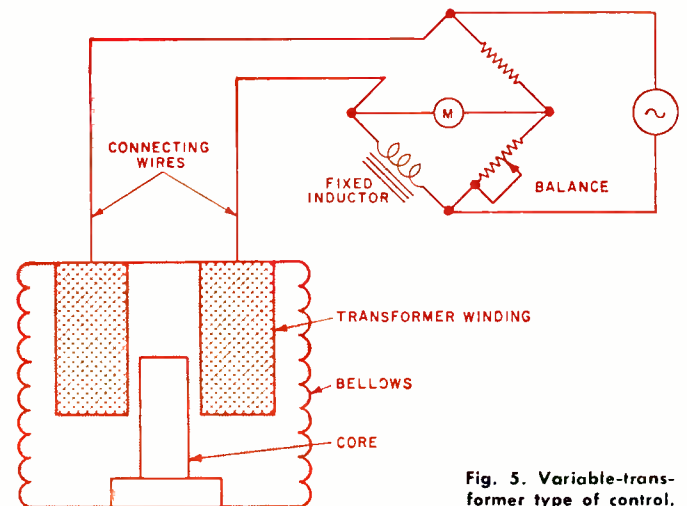 CONNECTING
WIRES
M
FIXED
INDUCTOR
BALANCE
TRANSFORMER WINDING
BELLOWS
CORE
Fig. 5. Variable-trans-
former type of control.